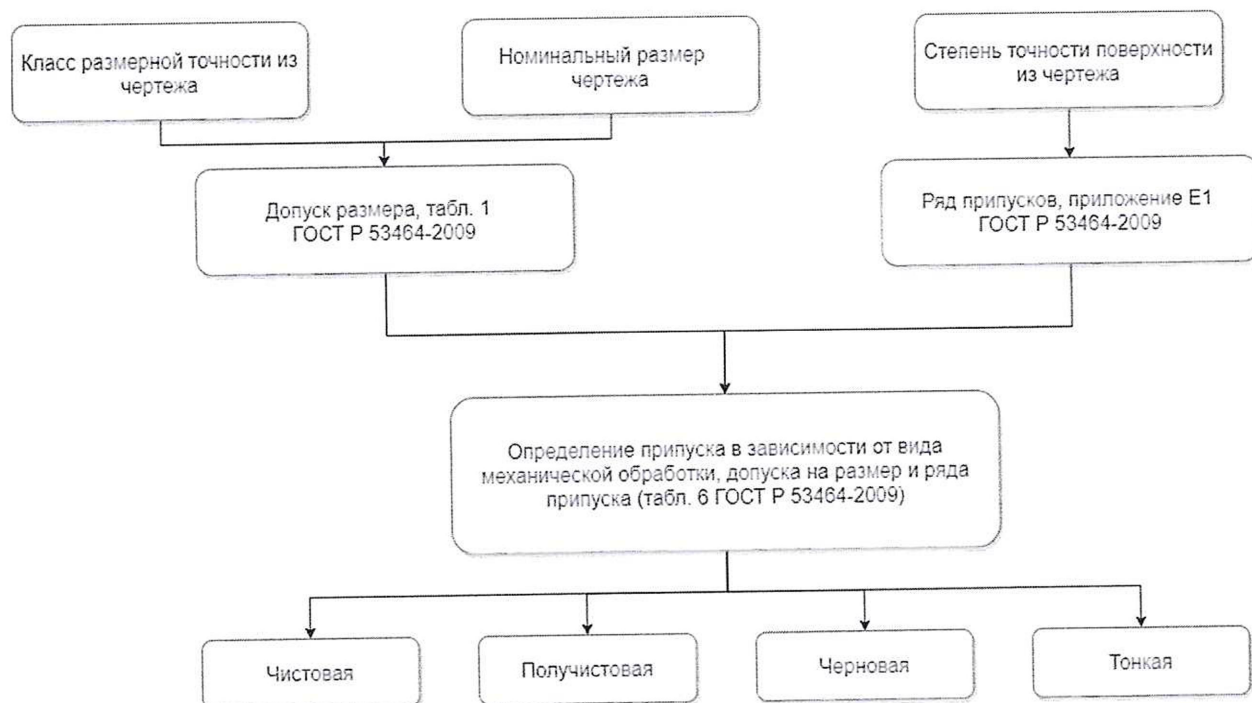 Класс размерной точности из
чертежа
Номинальный размер
чертежа
Степень точности поверхности
из чертежа
Допуск размера, табл. 1
ГОСТ Р 53464-2009
Ряд припусков, приложение Е1
ГОСТ Р 53464-2009
Определение припуска в зависимости от вида
механической обработки, допуска на размер и ряда
припуска (табл. 6 ГОСТ Р 53464-2009)
Чистовая
Получистовая
Черновая
Тонкая